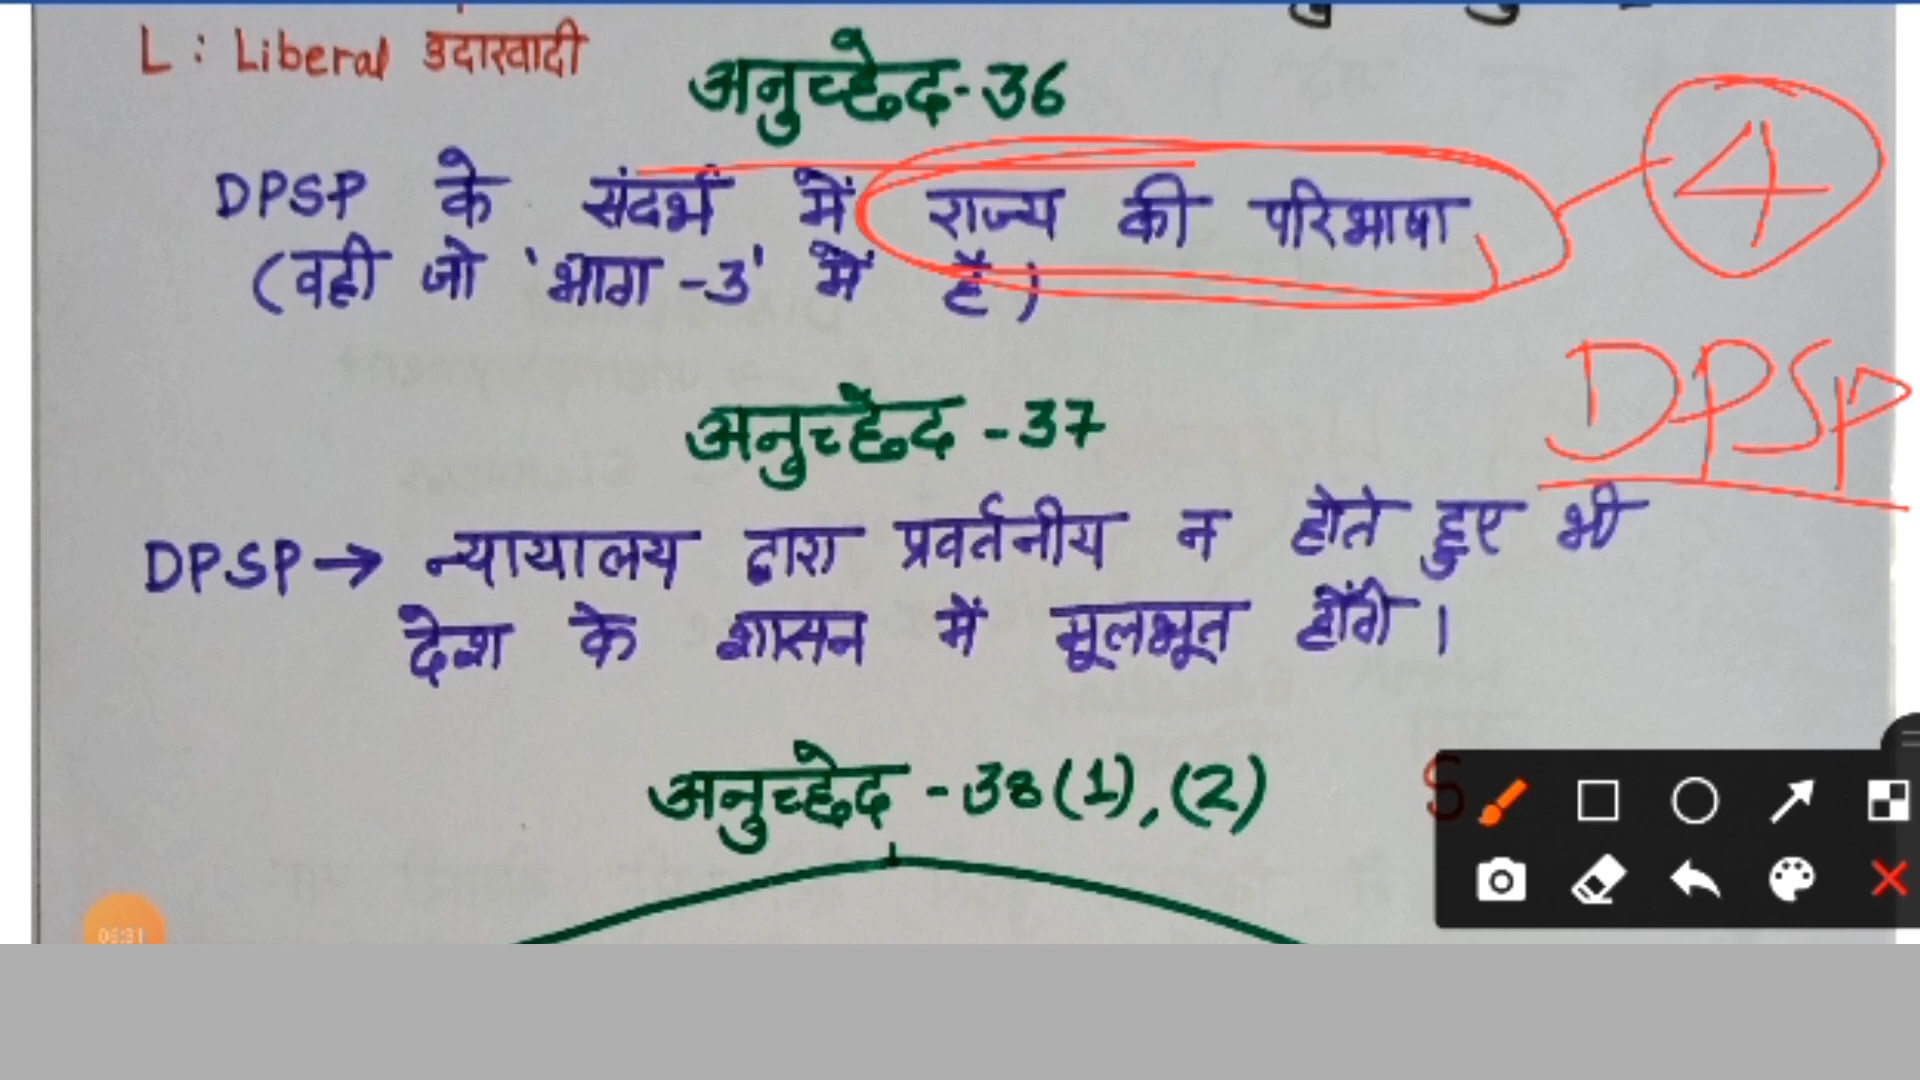 L : Liberal उदारवादी
अनुच्छेद-36
DPSP के संदर्भ में राज्य की परिभाषा
4
(वही जो 'भाग-3' में है)
DPSP
अनुच्छेद-37
DPSP→ न्यायालय द्वारा प्रवर्तनीय न होते हुए भी
देश के शासन में मूलभूत होंगे।
अनुच्छेद-38(1),(2)
S